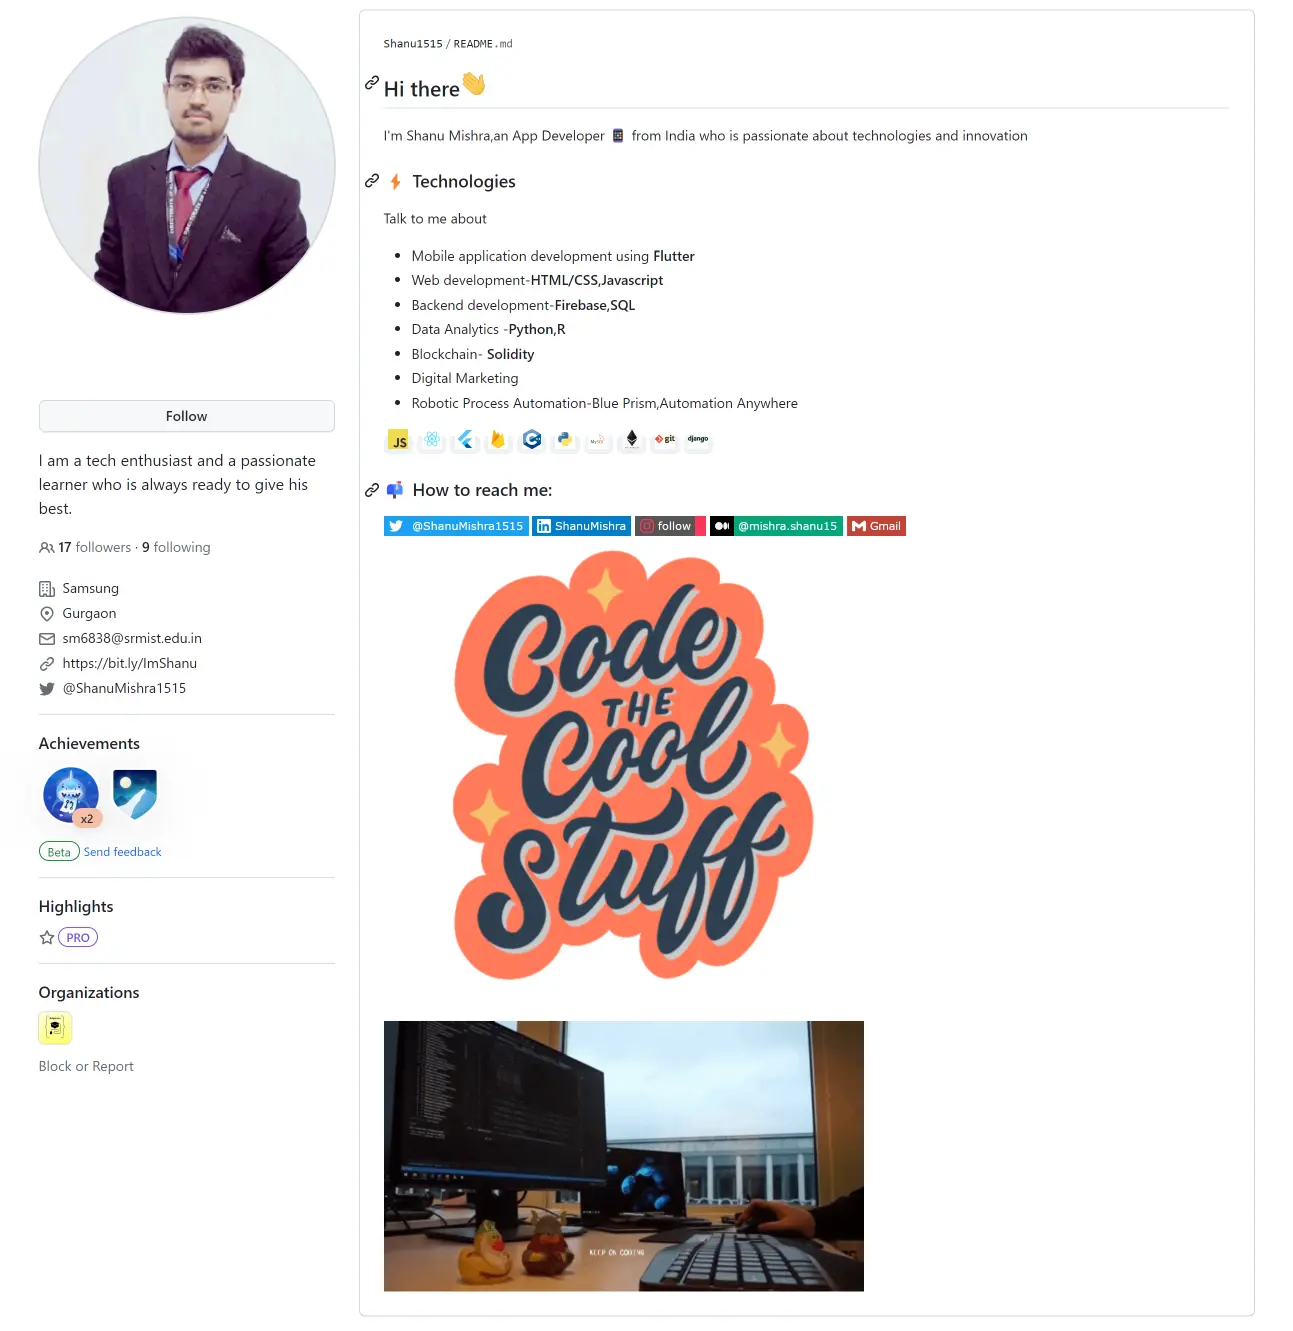 Shanu1515 / README.md
Hi there👋
I'm Shanu Mishra,an App Developer 📱 from India who is passionate about technologies and innovation
⚡ Technologies
Talk to me about
• Mobile application development using Flutter
• Web development-HTML/CSS,Javascript
• Backend development-Firebase,SQL
• Data Analytics -Python,R
• Blockchain- Solidity
• Digital Marketing
• Robotic Process Automation-Blue Prism,Automation Anywhere
JS MySQL git django
📫 How to reach me:
@ShanuMishra1515 in ShanuMishra follow @mishra.shanu15 Gmail
Code
THE
Cool
Stuff
KEEP ON CODING
Follow
I am a tech enthusiast and a passionate
learner who is always ready to give his
best.
17 followers · 9 following
Samsung
Gurgaon
sm6838@srmist.edu.in
https://bit.ly/ImShanu
@ShanuMishra1515
Achievements
x2
Beta Send feedback
Highlights
PRO
Organizations
Block or Report